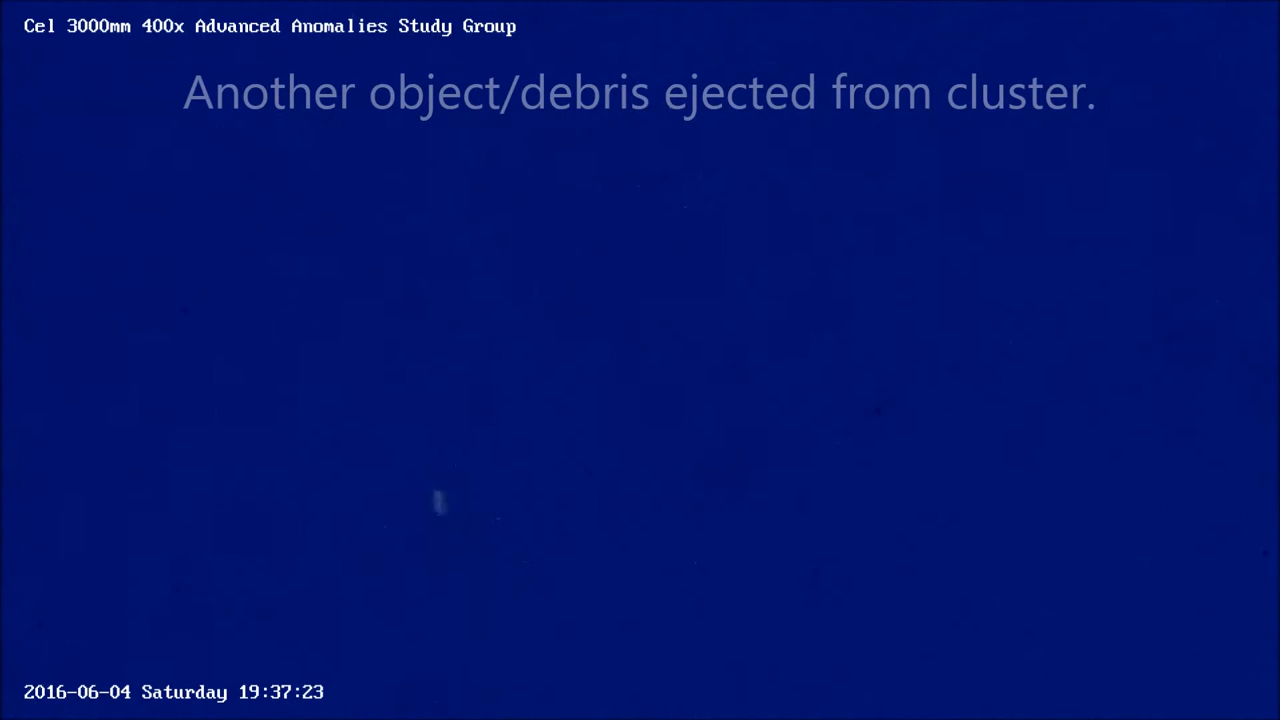 Cel 3000mm 400x Advanced Anomalies Study Group
Another object/debris ejected from cluster.
2016-06-04 Saturday 19:37:23